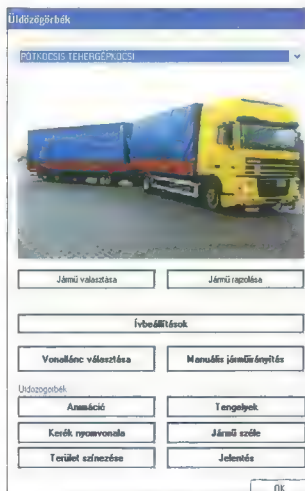 Üldözőgörbék
PÓTKOCSIS TEHERGÉPKOCSI
Jármű választása
Jármű rajzolása
Ívbeállítások
Vonallánc választása
Manuális járműirányítás
Üldözőgörbék
Animáció
Tengelyek
Kerék nyomvonala
Jármű széle
Terület színezése
Jelentés
OK